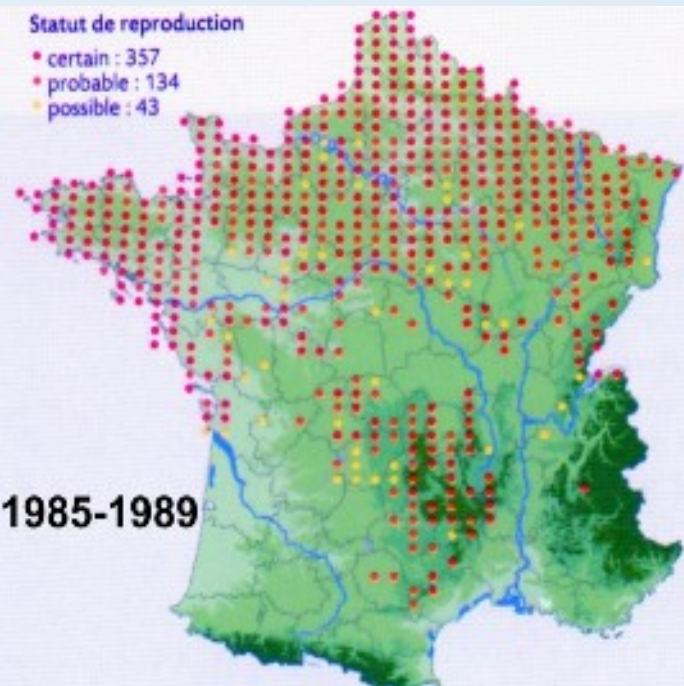 Statut de reproduction
• certain : 357
• probable : 134
• possible : 43
1985-1989